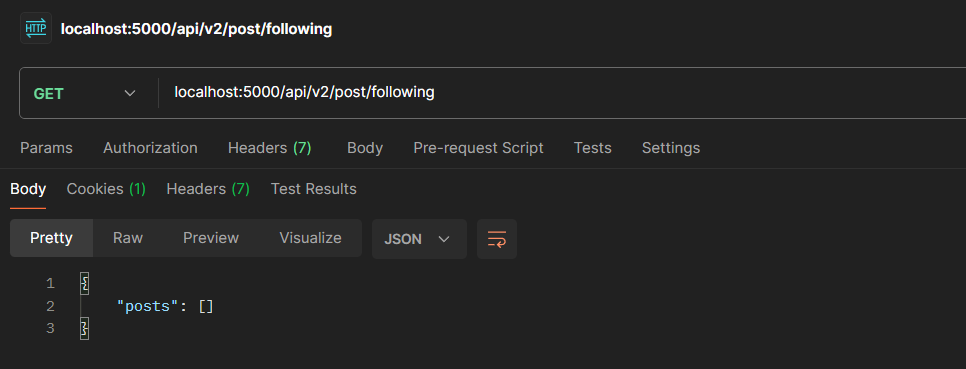 HTTP localhost:5000/api/v2/post/following
GET localhost:5000/api/v2/post/following
Params Authorization Headers (7) Body Pre-request Script Tests Settings
Body Cookies (1) Headers (7) Test Results
Pretty Raw Preview Visualize JSON
1 {
2 "posts": []
3 }